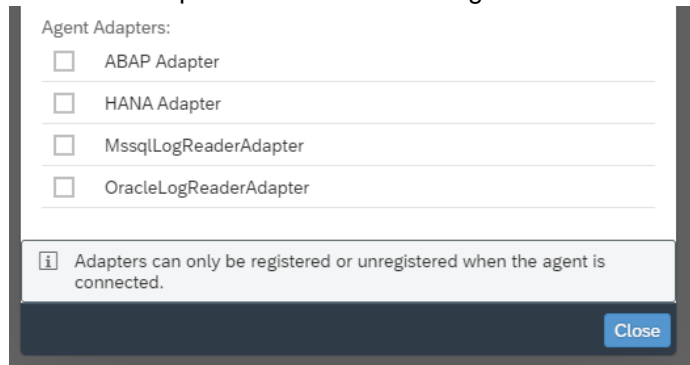 Agent Adapters:
ABAP Adapter
HANA Adapter
MssqlLogReaderAdapter
OracleLogReaderAdapter
Adapters can only be registered or unregistered when the agent is
connected.
Close